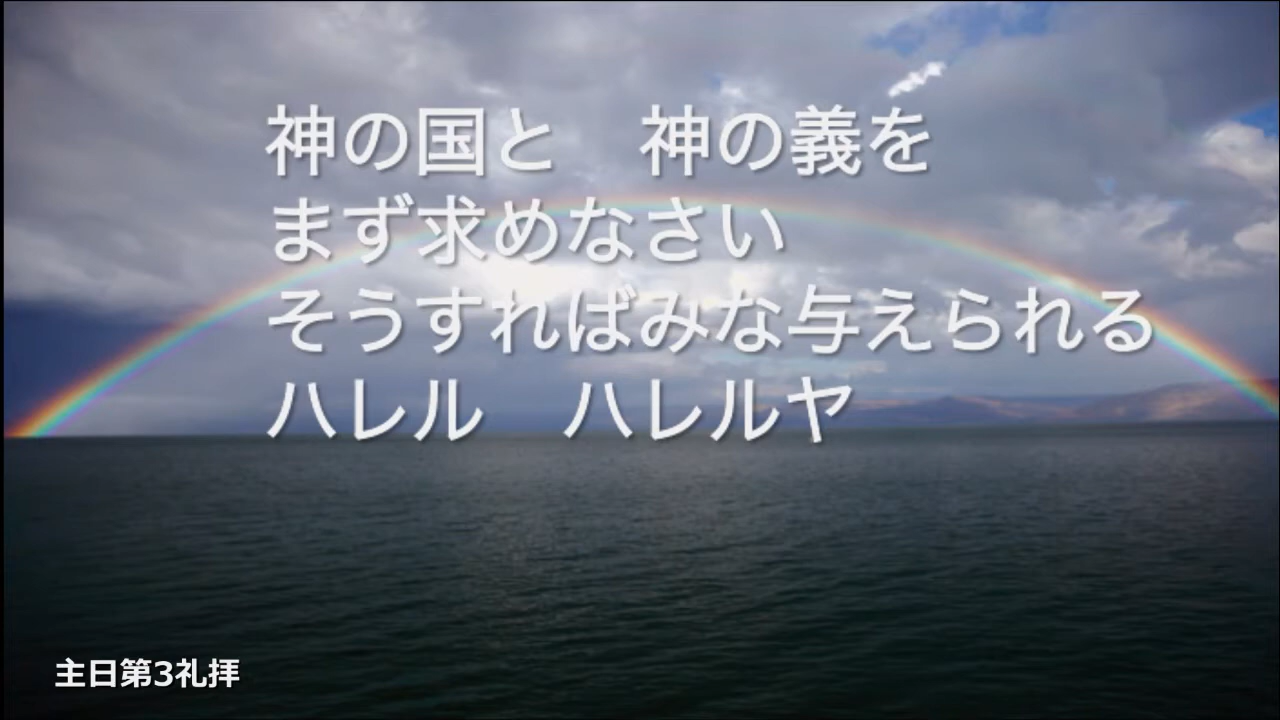 神の国と　神の義を
まず求めなさい
そうすればみな与えられる
ハレル　ハレルヤ
主日第3礼拝